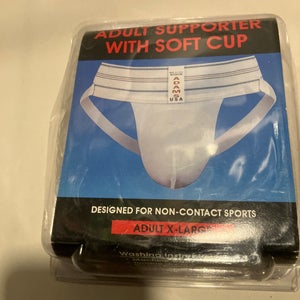 ADULT SUPPORTER
WITH SOFT CUP
ADAMS
USA
DESIGNED FOR NON-CONTACT SPORTS
ADULT X-LARGE